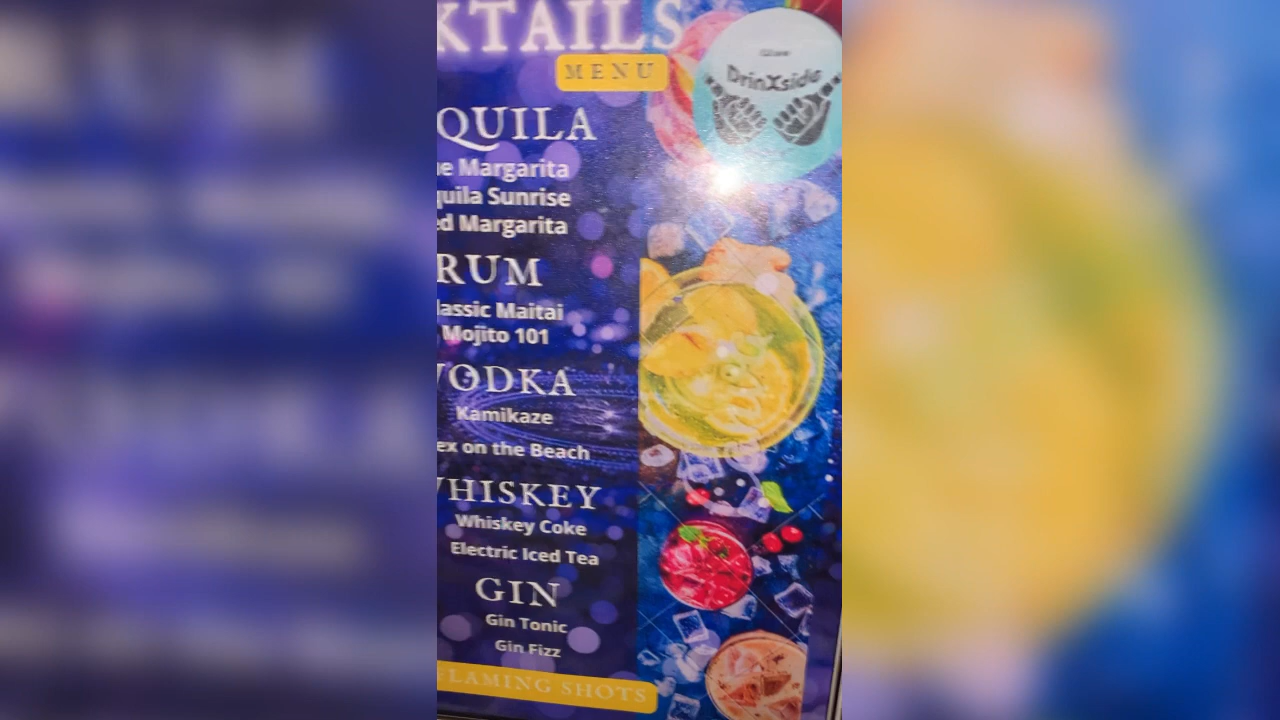 KTAILS
MENU
DrinXside
QUILA
e Margarita
quila Sunrise
ed Margarita
RUM
lassic Maitai
Mojito 101
VODKA
Kamikaze
ex on the Beach
WHISKEY
Whiskey Coke
Electric Iced Tea
GIN
Gin Tonic
Gin Fizz
FLAMING SHOTS